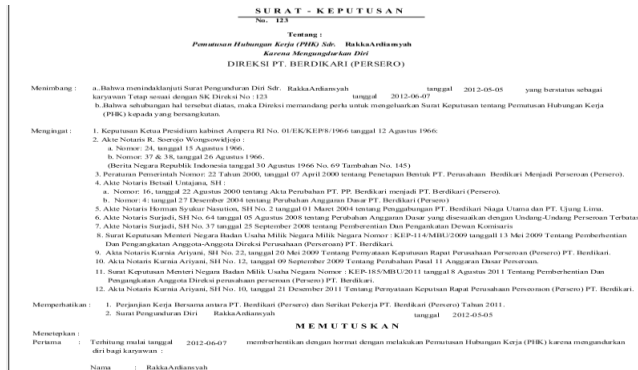 SURAT - KEPUTUSAN
No. 123
Tentang :
Pemutusan Hubungan Kerja (PHK) Sdr. RakkaArdiansyah
Karena Mengundurkan Diri
DIREKSI PT. BERDIKARI (PERSERO)
Menimbang : a..Bahwa menindaklanjuti Surat Pengunduran Diri Sdr. RakkaArdiansyah tanggal 2012-05-05 yang berstatus sebagai
karyawan Tetap sesuai dengan SK Direksi No : 123 tanggal 2012-06-07
b..Bahwa sehubungan hal tersebut diatas, maka Direksi memandang perlu untuk mengeluarkan Surat Keputusan tentang Pemutusan Hubungan Kerja
(PHK) kepada yang bersangkutan.
Mengingat : 1. Keputusan Ketua Presidium kabinet Ampera RI No. 01/EK/KEP/8/1966 tanggal 12 Agustus 1966.
2. Akte Notaris R. Soerojo Wongsowidjojo :
a. Nomor: 24, tanggal 15 Agustus 1966.
b. Nomor: 37 & 38, tanggal 26 Agustus 1966.
(Berita Negara Republik Indonesia tanggal 30 Agustus 1966 No. 69 Tambahan No. 145)
3. Peraturan Pemerintah Nomor: 22 Tahun 2000, tanggal 07 April 2000 tentang Penetapan Bentuk PT. Perusahaan Berdikari Menjadi Perseroan (Persero).
4. Akte Notaris Betsail Untajana, SH :
a. Nomor: 16, tanggal 22 Agustus 2000 tentang Akta Perubahan PT. PP. Berdikari menjadi PT. Berdikari (Persero).
b. Nomor: 4; tanggal 27 Desember 2004 tentang Perubahan Anggaran Dasar PT. Berdikari (Persero)
5. Akte Notaris Herman Syukur Nasution, SH No. 2 tanggal 01 Maret 2004 tentang Penggabungan PT. Berdikari Niaga Utama dan PT. Ujung Lima.
6. Akte Notaris Surjadi, SH No. 64 tanggal 05 Agustus 2008 tentang Perubahan Anggaran Dasar yang disesuaikan dengan Undang-Undang Perseroan Terbatas
7. Akte Notaris Surjadi, SH No. 37 tanggal 25 September 2008 tentang Pemberentian Dan Pengangkatan Dewan Komisaris
8. Surat Keputusan Menteri Negara Badan Usaha Milik Negara Milik Negara Nomor : KEP-114/MBU/2009 tanggall 13 Mei 2009 Tentang Pemberhentian
Dan Pengangkatan Anggota-Anggota Direksi Perusahaan (Perseroan) PT. Berdikari.
9. Akta Notaris Kurnia Ariyani, SH No. 22, tanggal 20 Mei 2009 Tentang Pernyataan Keputusan Rapat Perusahaan Perseroan (Persero) PT. Berdikari.
10. Akta Notaris Kurnia Ariyani, SH No. 12, tanggal 09 September 2009 Tentang Perubahan Pasal 11 Anggaran Dasar Perseroan.
11. Surat Keputusan Menteri Negara Badan Milik Usaha Negara Nomor : KEP-185/MBU/2011 tanggal 8 Agustus 2011 Tentang Pemberhentian Dan
Pengangkatan Anggota Direksi perusahaan perseroan (Persero) PT. Berdikari.
12. Akta Notaris Kurnia Ariyani, SH No. 10, tanggal 21 Desember 2011 Tentang Pernyataan Keputusan Rapat Perusahaan Perseroan (Persero) PT. Berdikari.
Memperhatikan : 1. Perjanjian Kerja Bersama antara PT. Berdikari (Persero) dan Serikat Pekerja PT. Berdikari (Persero) Tahun 2011.
2. Surat Pengunduran Diri RakkaArdiansyah tanggal 2012-05-05
MEMUTUSKAN
Menetepkan :
Pertama : Terhitung mulai tanggal 2012-06-07 memberhentikan dengan hormat dengan melakukan Pemutusan Hubungan Kerja (PHK) karena mengundurkan
diri bagi karyawan :
Nama : RakkaArdiansyah